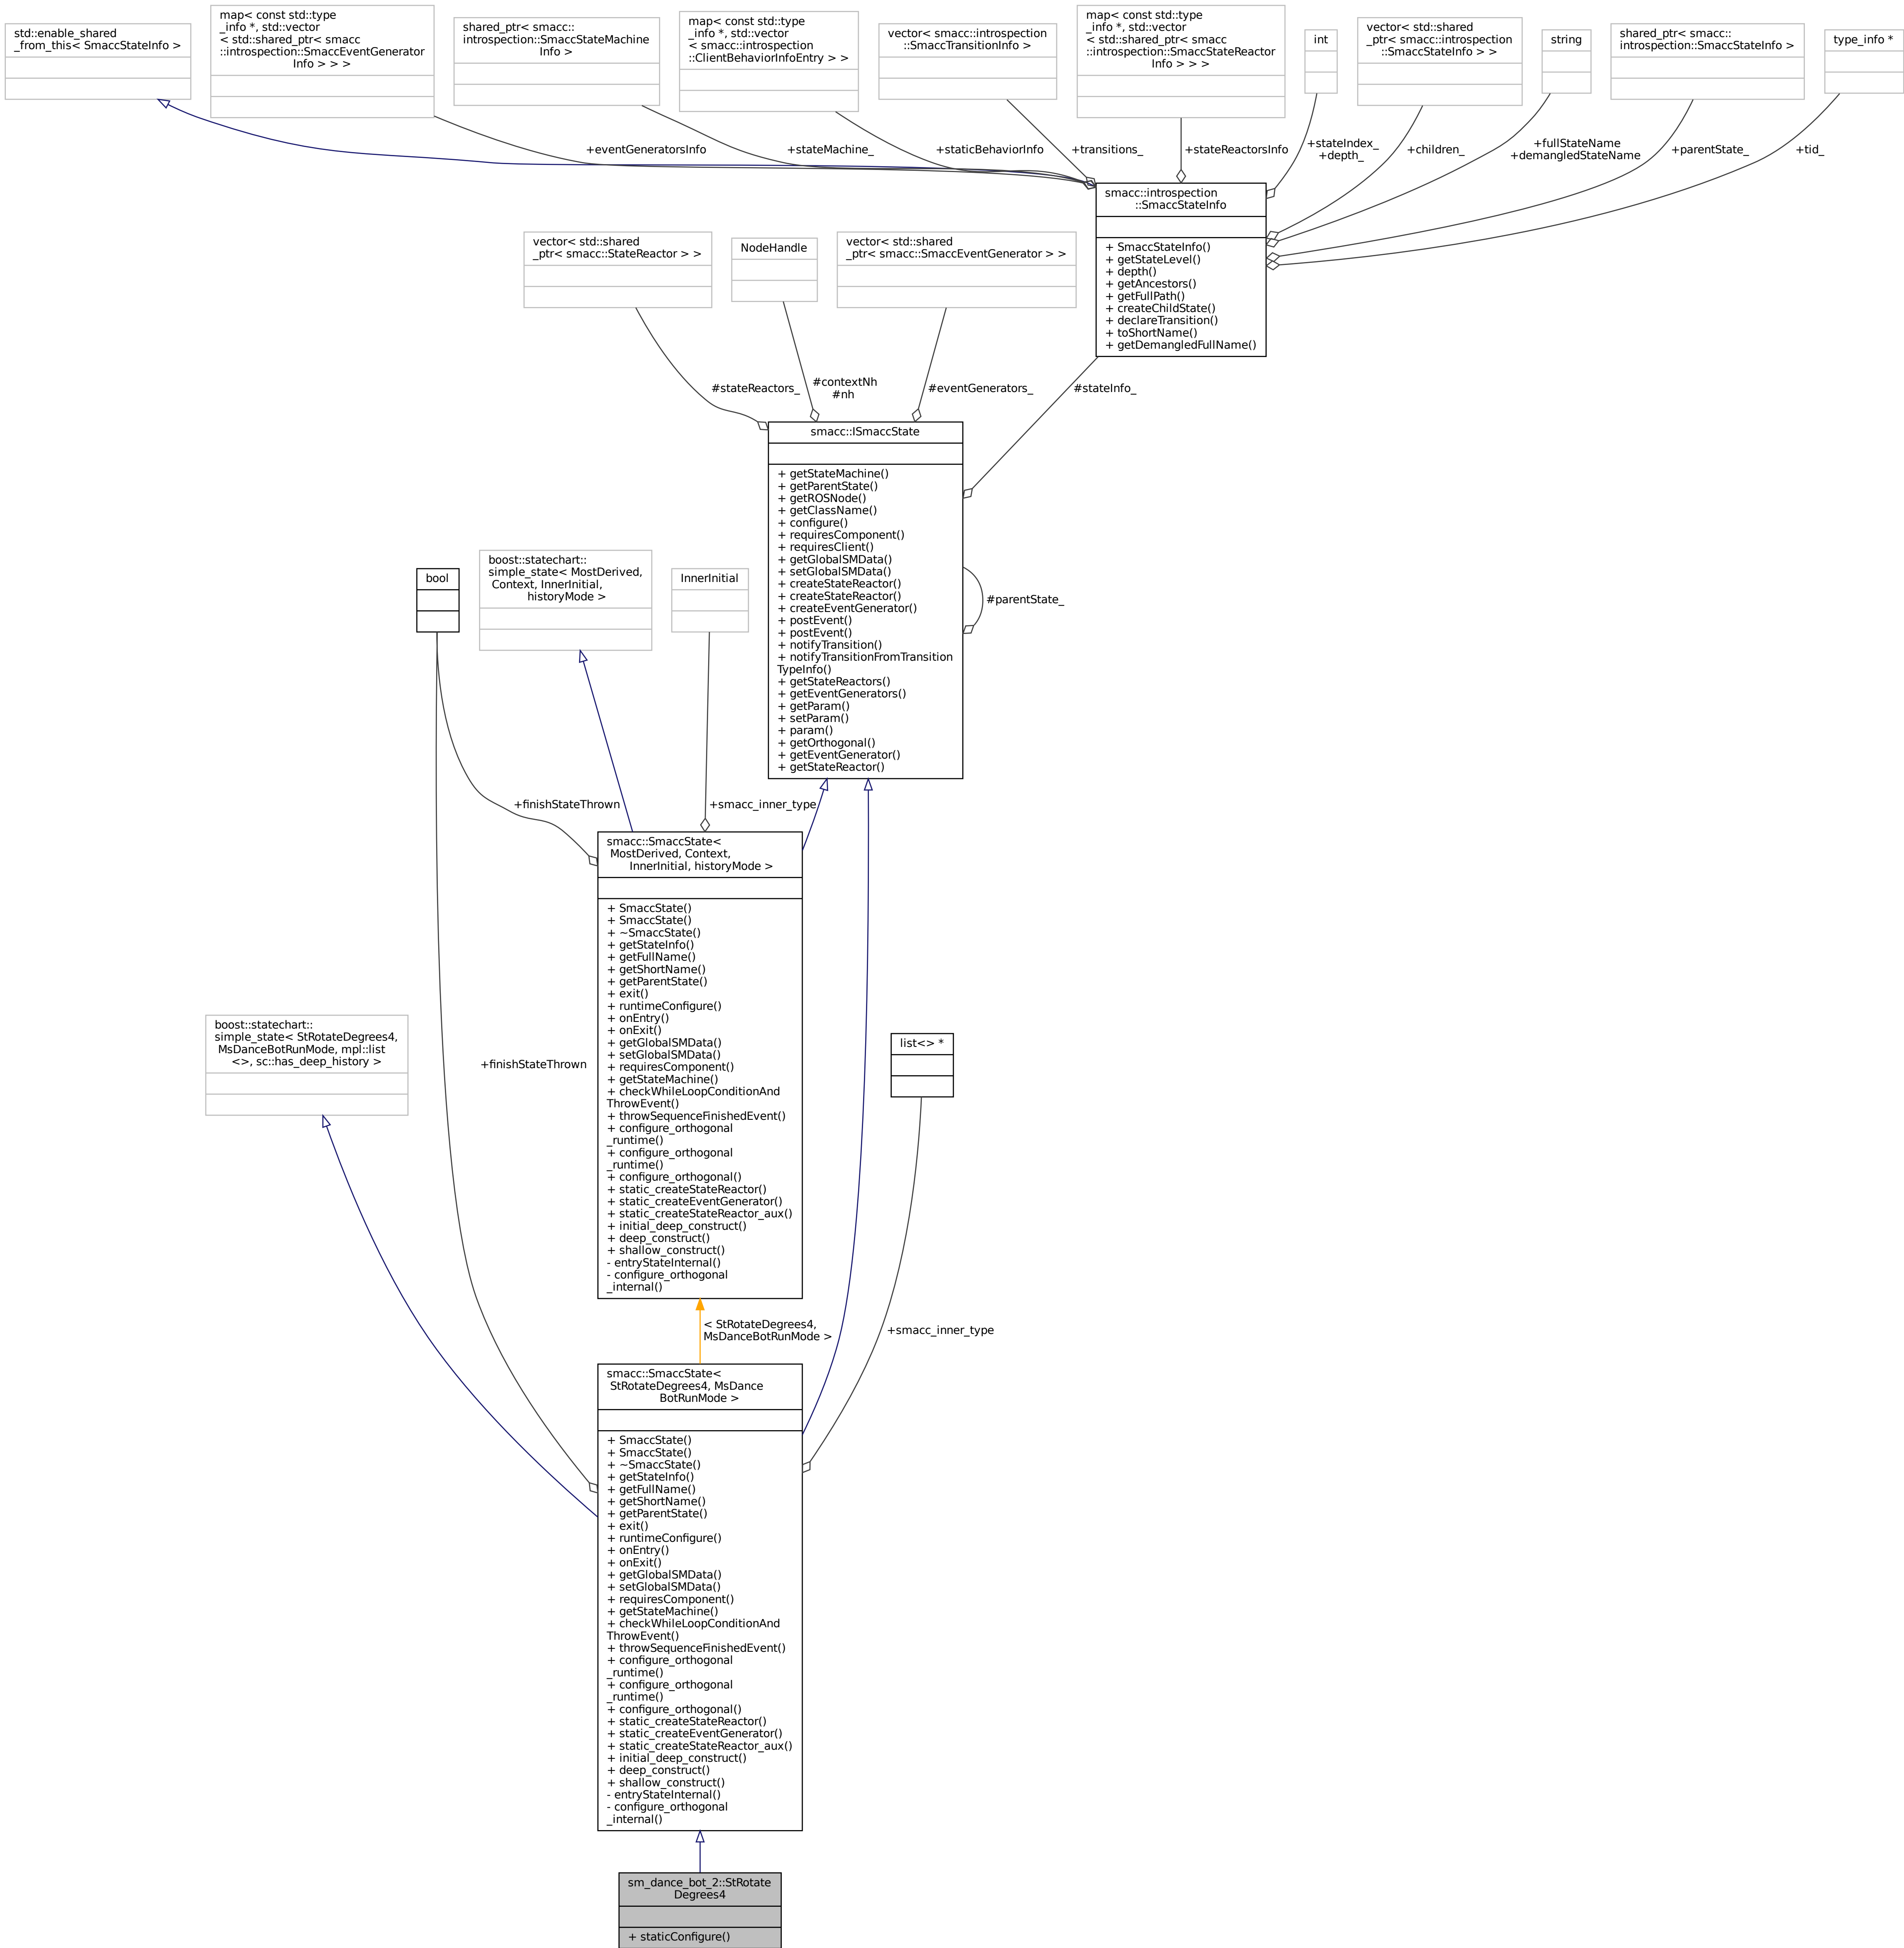 std::enable_shared
_from_this< SmaccStateInfo >
map< const std::type
_info *, std::vector
< std::shared_ptr< smacc
::introspection::SmaccEventGenerator
Info > > >
shared_ptr< smacc::
introspection::SmaccStateMachine
Info >
map< const std::type
_info *, std::vector
< smacc::introspection
::ClientBehaviorInfoEntry > >
vector< smacc::introspection
::SmaccTransitionInfo >
map< const std::type
_info *, std::vector
< std::shared_ptr< smacc
::introspection::SmaccStateReactor
Info > > >
int
vector< std::shared
_ptr< smacc::introspection
::SmaccStateInfo > >
string
shared_ptr< smacc::
introspection::SmaccStateInfo >
type_info *
+eventGeneratorsInfo
+stateMachine_
+staticBehaviorInfo
+transitions_
+stateReactorsInfo
+stateIndex_
+depth_
+children_
+fullStateName
+demangledStateName
+parentState_
+tid_
smacc::introspection
::SmaccStateInfo
+ SmaccStateInfo()
+ getStateLevel()
+ depth()
+ getAncestors()
+ getFullPath()
+ createChildState()
+ declareTransition()
+ toShortName()
+ getDemangledFullName()
vector< std::shared
_ptr< smacc::StateReactor > >
NodeHandle
vector< std::shared
_ptr< smacc::SmaccEventGenerator > >
#stateReactors_
#contextNh
#nh
#eventGenerators_
#stateInfo_
smacc::ISmaccState
+ getStateMachine()
+ getParentState()
+ getROSNode()
+ getClassName()
+ configure()
+ requiresComponent()
+ requiresClient()
+ getGlobalSMData()
+ setGlobalSMData()
+ createStateReactor()
+ createStateReactor()
+ createEventGenerator()
+ postEvent()
+ postEvent()
+ notifyTransition()
+ notifyTransitionFromTransition
TypeInfo()
+ getStateReactors()
+ getEventGenerators()
+ getParam()
+ setParam()
+ param()
+ getOrthogonal()
+ getEventGenerator()
+ getStateReactor()
#parentState_
bool
boost::statechart::
simple_state< MostDerived,
Context, InnerInitial,
historyMode >
InnerInitial
+finishStateThrown
+smacc_inner_type
smacc::SmaccState<
MostDerived, Context,
InnerInitial, historyMode >
+ SmaccState()
+ SmaccState()
+ ~SmaccState()
+ getStateInfo()
+ getFullName()
+ getShortName()
+ getParentState()
+ exit()
+ runtimeConfigure()
+ onEntry()
+ onExit()
+ getGlobalSMData()
+ setGlobalSMData()
+ requiresComponent()
+ getStateMachine()
+ checkWhileLoopConditionAnd
ThrowEvent()
+ throwSequenceFinishedEvent()
+ configure_orthogonal
_runtime()
+ configure_orthogonal
_runtime()
+ configure_orthogonal()
+ static_createStateReactor()
+ static_createEventGenerator()
+ static_createStateReactor_aux()
+ initial_deep_construct()
+ deep_construct()
+ shallow_construct()
- entryStateInternal()
- configure_orthogonal
_internal()
boost::statechart::
simple_state< StRotateDegrees4,
MsDanceBotRunMode, mpl::list
<>, sc::has_deep_history >
+finishStateThrown
list<> *
< StRotateDegrees4,
MsDanceBotRunMode >
+smacc_inner_type
smacc::SmaccState<
StRotateDegrees4, MsDance
BotRunMode >
+ SmaccState()
+ SmaccState()
+ ~SmaccState()
+ getStateInfo()
+ getFullName()
+ getShortName()
+ getParentState()
+ exit()
+ runtimeConfigure()
+ onEntry()
+ onExit()
+ getGlobalSMData()
+ setGlobalSMData()
+ requiresComponent()
+ getStateMachine()
+ checkWhileLoopConditionAnd
ThrowEvent()
+ throwSequenceFinishedEvent()
+ configure_orthogonal
_runtime()
+ configure_orthogonal
_runtime()
+ configure_orthogonal()
+ static_createStateReactor()
+ static_createEventGenerator()
+ static_createStateReactor_aux()
+ initial_deep_construct()
+ deep_construct()
+ shallow_construct()
- entryStateInternal()
- configure_orthogonal
_internal()
sm_dance_bot_2::StRotate
Degrees4
+ staticConfigure()